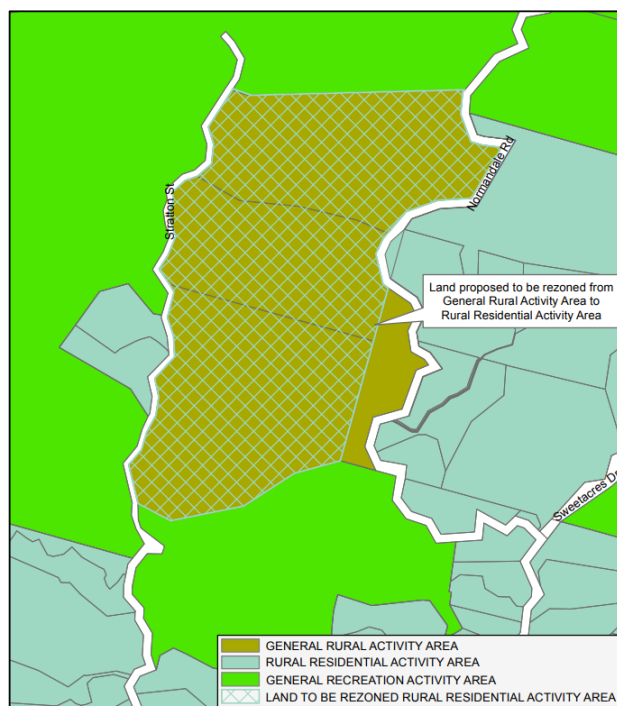 Normandale Rd
Stratton St
Land proposed to be rezoned from
General Rural Activity Area to
Rural Residential Activity Area
Sweetacres Dr
GENERAL RURAL ACTIVITY AREA
RURAL RESIDENTIAL ACTIVITY AREA
GENERAL RECREATION ACTIVITY AREA
LAND TO BE REZONED RURAL RESIDENTIAL ACTIVITY AREA